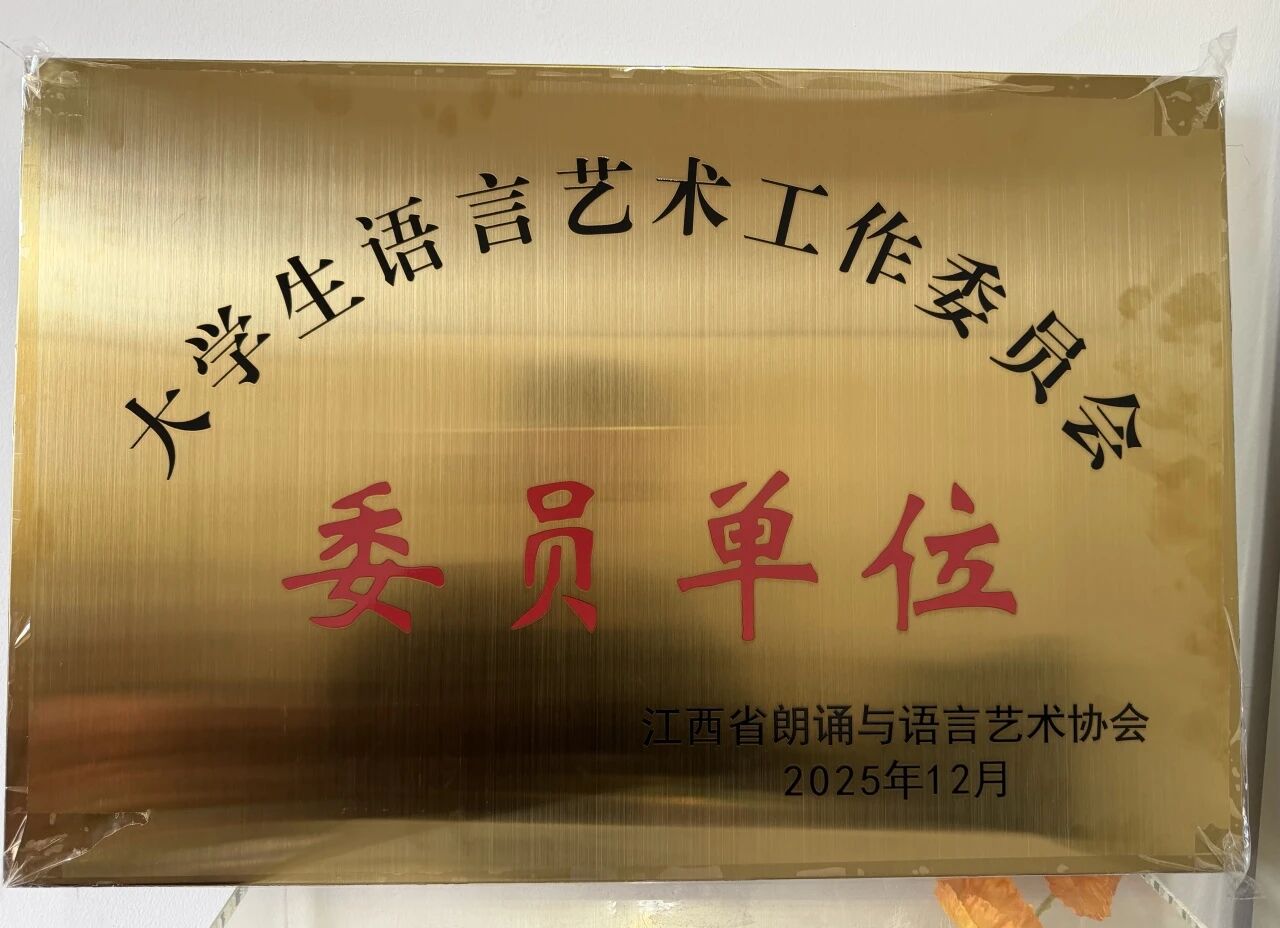 大学生语言艺术工作委员会
委员单位
江西省朗诵与语言艺术协会
2025年12月